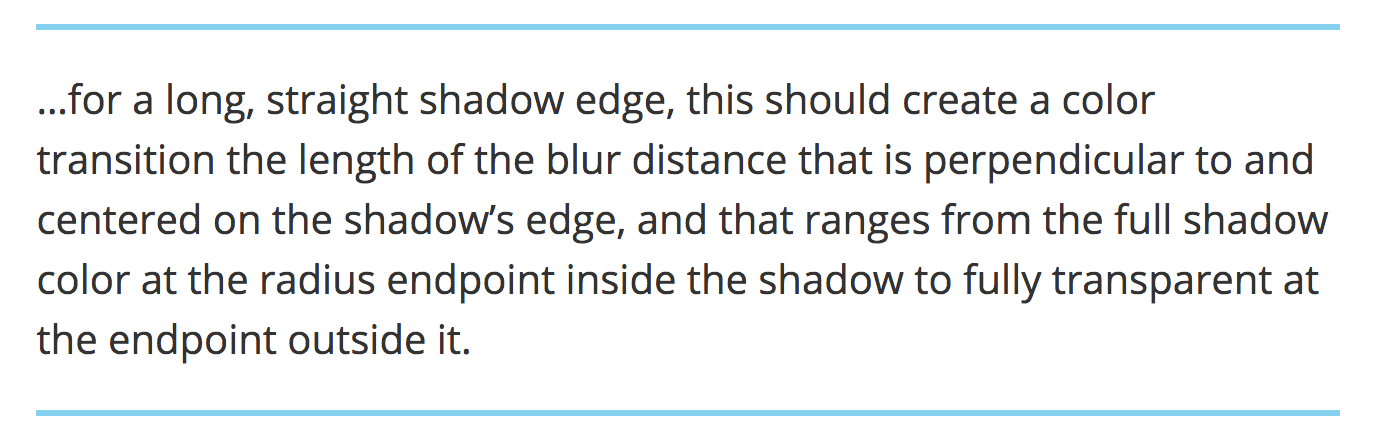 …for a long, straight shadow edge, this should create a color
transition the length of the blur distance that is perpendicular to and
centered on the shadow’s edge, and that ranges from the full shadow
color at the radius endpoint inside the shadow to fully transparent at
the endpoint outside it.